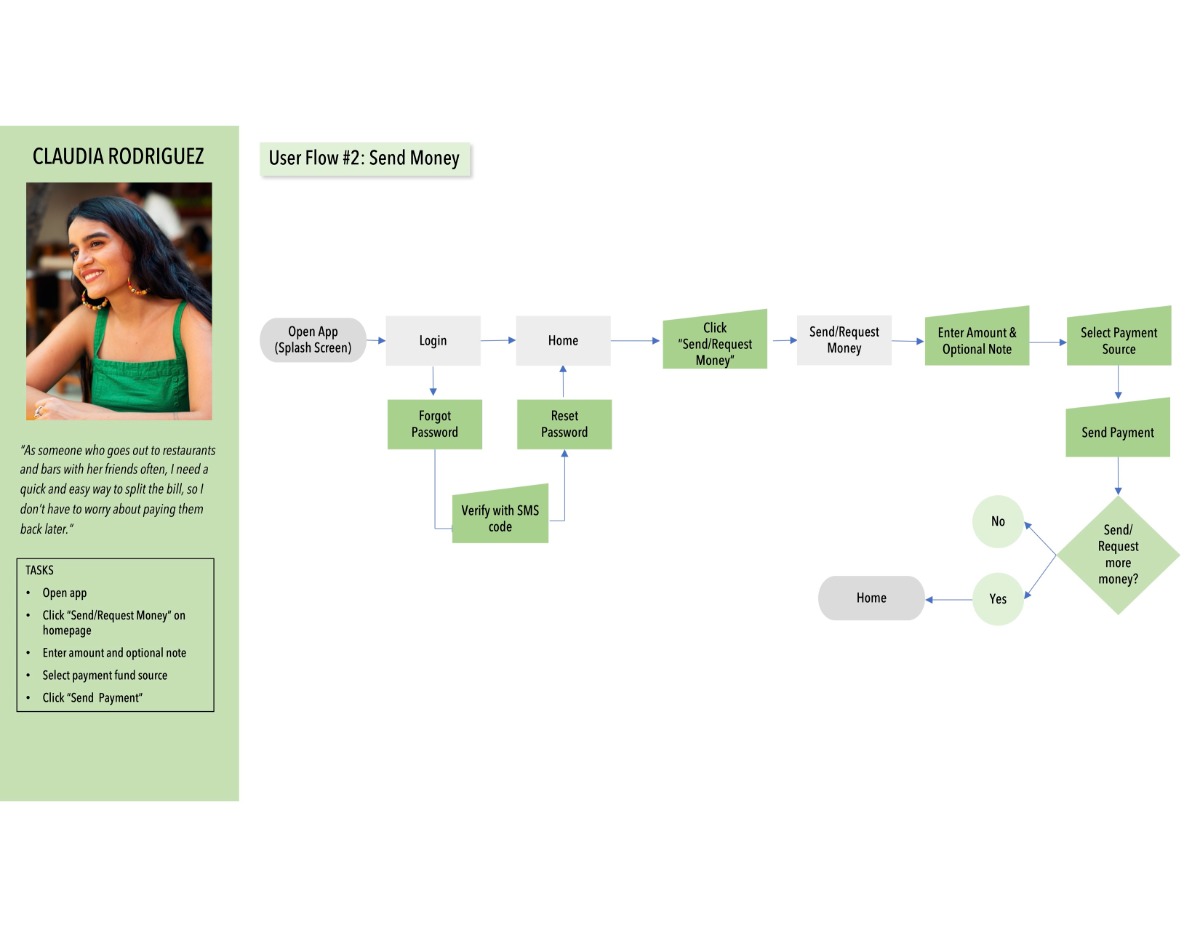 CLAUDIA RODRIGUEZ
“As someone who goes out to restaurants
and bars with her friends often, I need a
quick and easy way to split the bill, so I
don’t have to worry about paying them
back later.”
TASKS
• Open app
• Click “Send/Request Money” on
homepage
• Enter amount and optional note
• Select payment fund source
• Click “Send  Payment”
User Flow #2: Send Money
Open App
(Splash Screen)
Login
Home
Click
“Send/Request
Money”
Send/Request
Money
Enter Amount &
Optional Note
Select Payment
Source
Forgot
Password
Reset
Password
Verify with SMS
code
Send Payment
Send/
Request
more
money?
No
Yes
Home